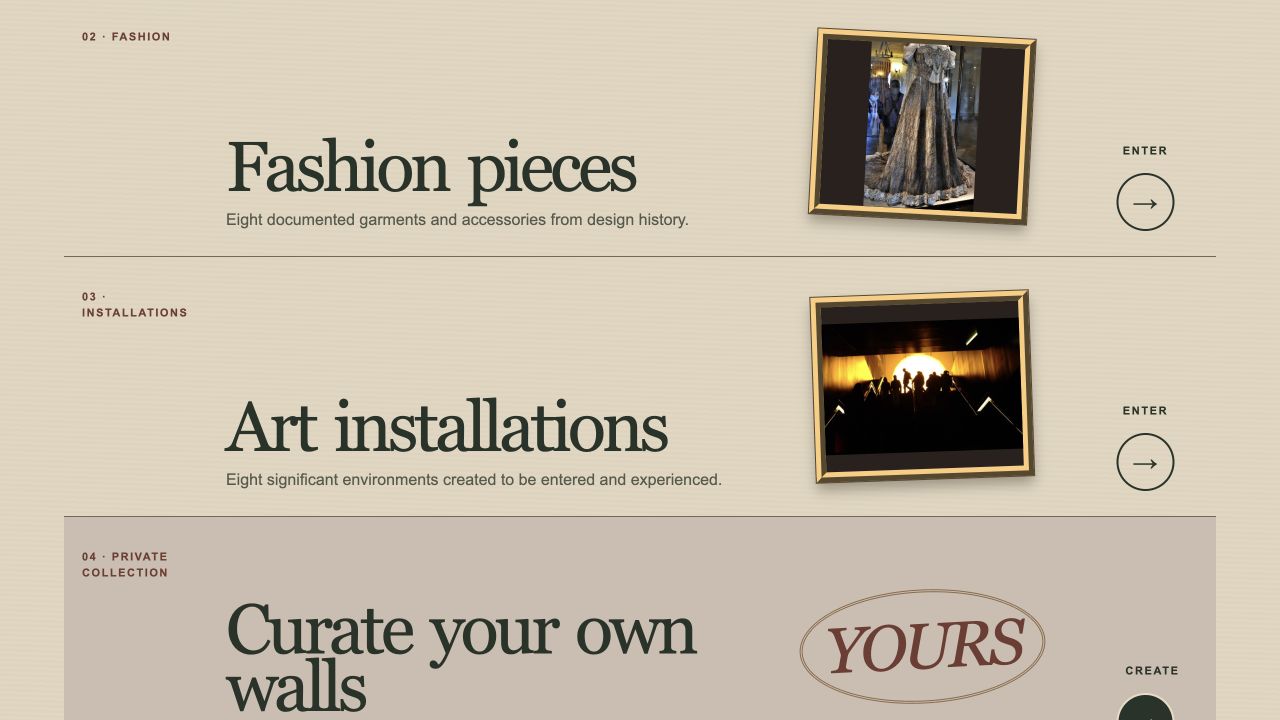 02 · FASHION
Fashion pieces
Eight documented garments and accessories from design history.
ENTER
→
03 ·
INSTALLATIONS
Art installations
Eight significant environments created to be entered and experienced.
ENTER
→
04 · PRIVATE
COLLECTION
Curate your own
walls
YOURS
CREATE